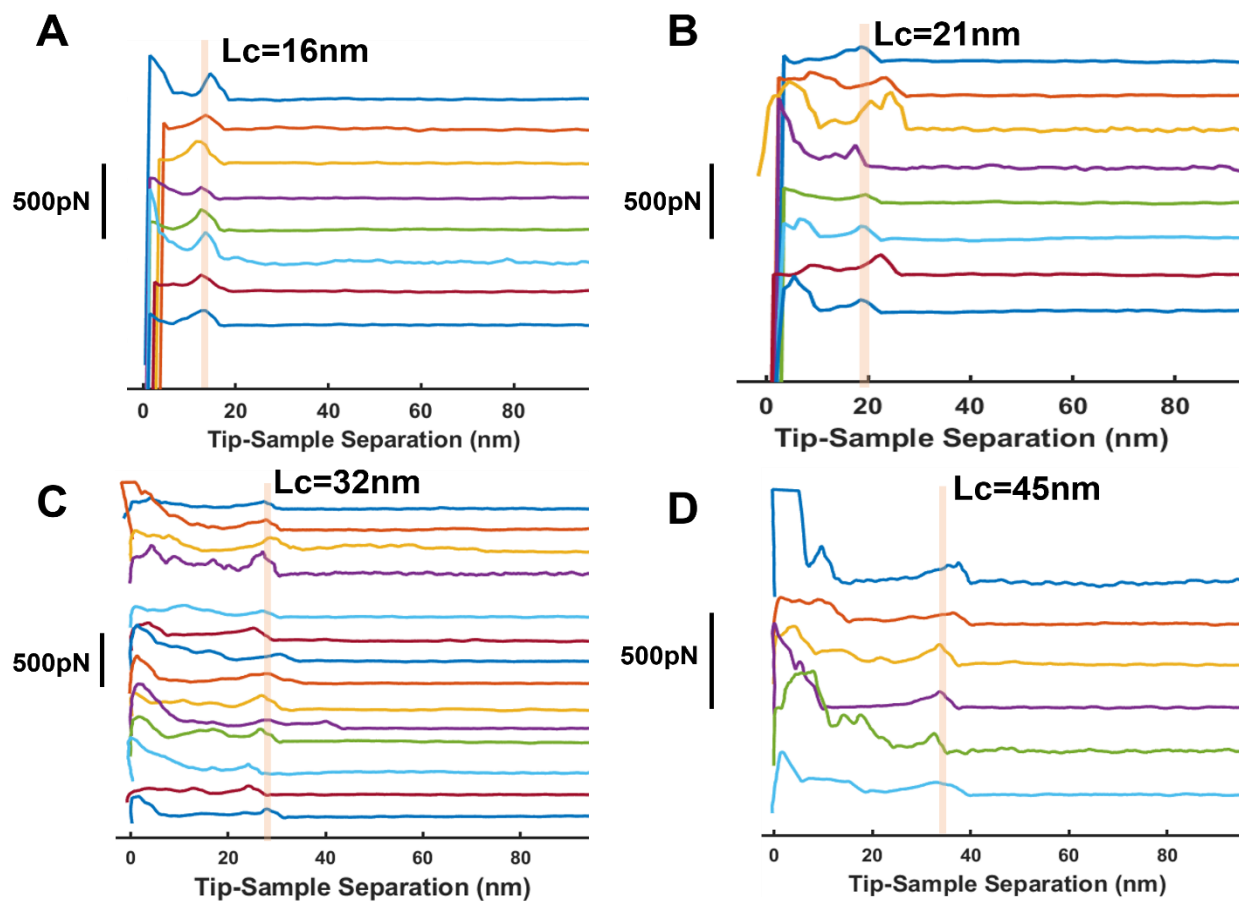 A
Lc=16nm
500pN
0 20 40 60 80
Tip-Sample Separation (nm)
B
Lc=21nm
500pN
0 20 40 60 80
Tip-Sample Separation (nm)
C
Lc=32nm
500pN
0 20 40 60 80
Tip-Sample Separation (nm)
D
Lc=45nm
500pN
0 20 40 60 80
Tip-Sample Separation (nm)